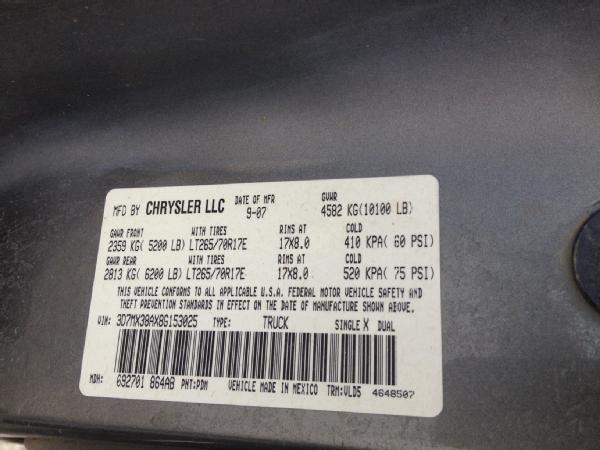 MFD BY CHRYSLER LLC DATE OF MFR 9-07 GVWR 4582 KG(10100 LB)
GAWR FRONT WITH TIRES RIMS AT COLD
2359 KG( 5200 LB) LT265/70R17E 17X8.0 410 KPA( 60 PSI)
GAWR REAR WITH TIRES RIMS AT COLD
2813 KG( 6200 LB) LT265/70R17E 17X8.0 520 KPA( 75 PSI)
THIS VEHICLE CONFORMS TO ALL APPLICABLE U.S.A. FEDERAL MOTOR VEHICLE SAFETY AND
THEFT PREVENTION STANDARDS IN EFFECT ON THE DATE OF MANUFACTURE SHOWN ABOVE.
VIN: 3D7MX38AX8G153025 TYPE: TRUCK SINGLE X DUAL
MDH: 092701 864AB PNT:PDM VEHICLE MADE IN MEXICO TRM:VLD5 4648507